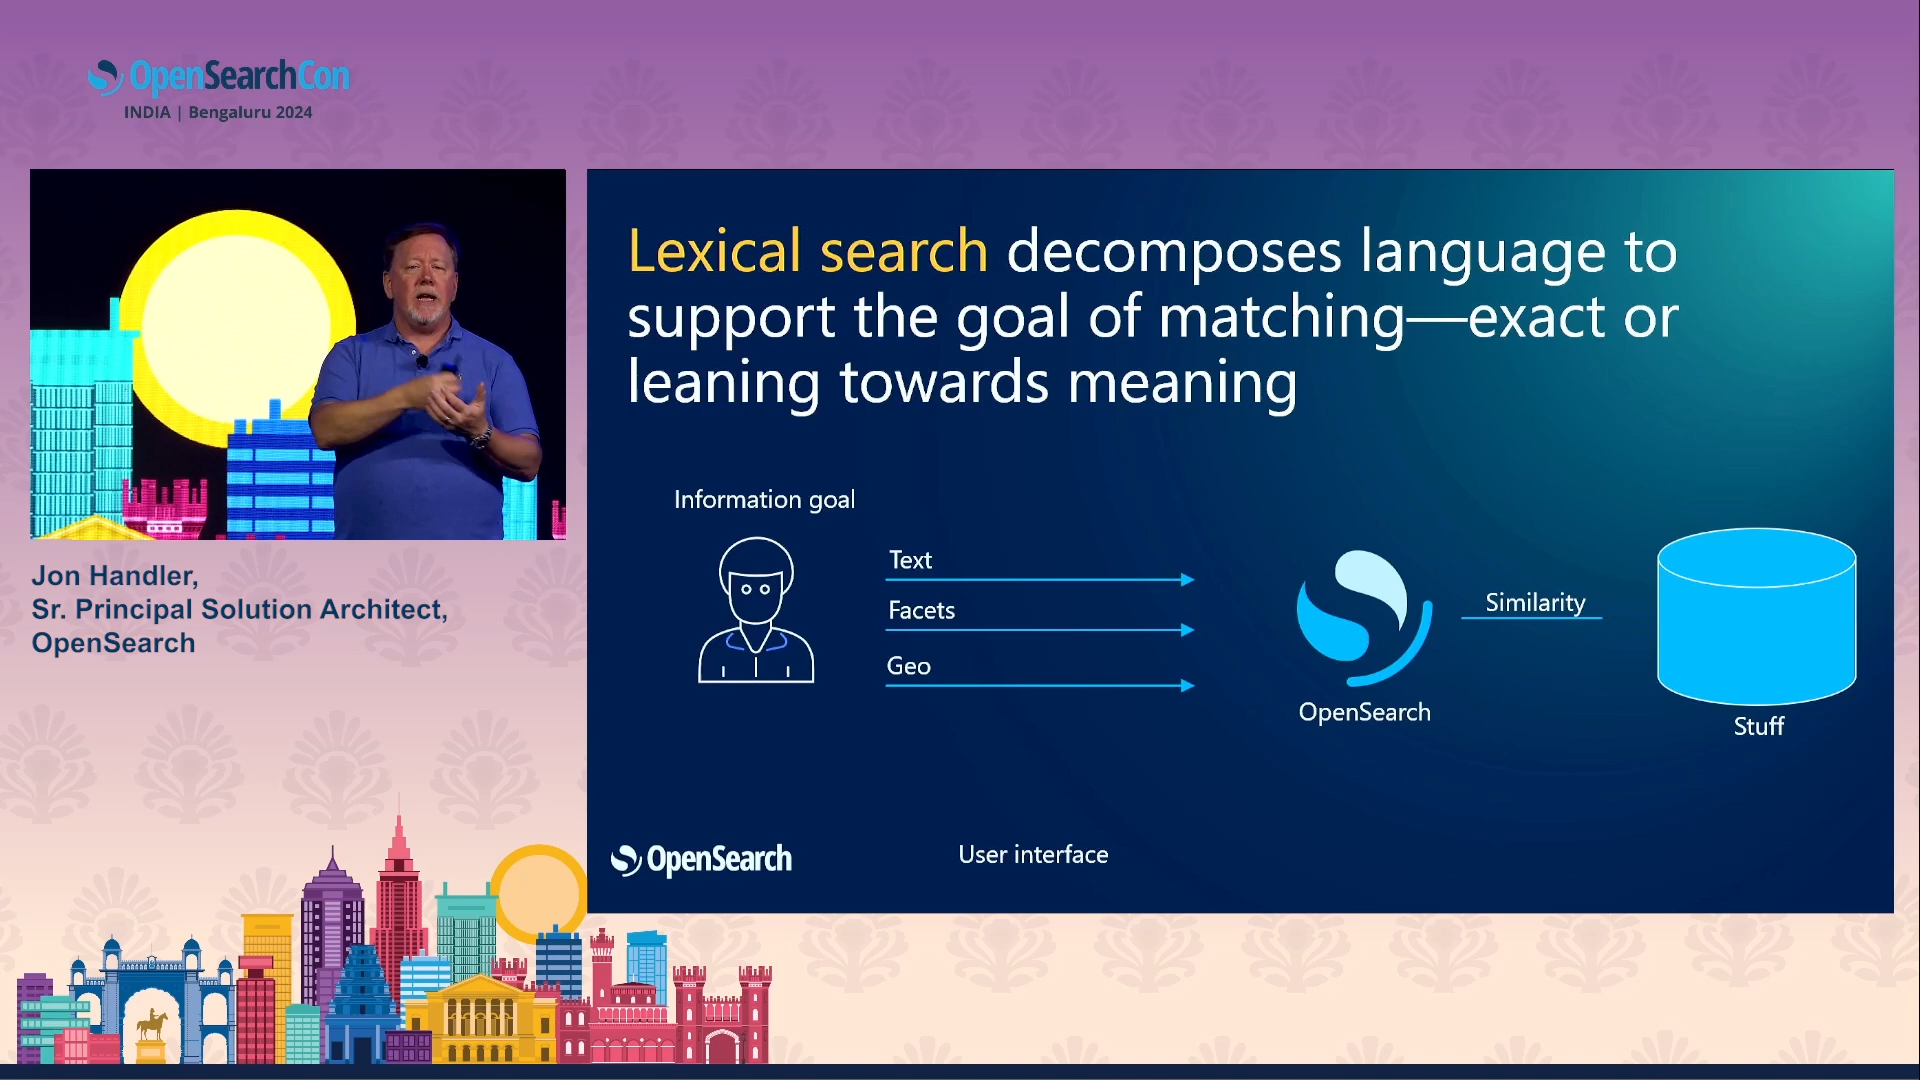 OpenSearchCon
INDIA | Bengaluru 2024
Lexical search decomposes language to
support the goal of matching—exact or
leaning towards meaning
Information goal
Text
Facets
Geo
Similarity
OpenSearch
Stuff
OpenSearch
User interface
Jon Handler,
Sr. Principal Solution Architect,
OpenSearch